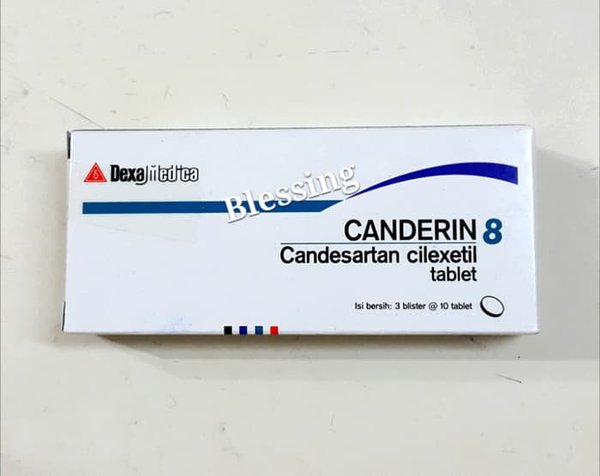 Dexa Medica
Blessing
CANDERIN 8
Candesartan cilexetil
tablet
Isi bersih: 3 blister @ 10 tablet